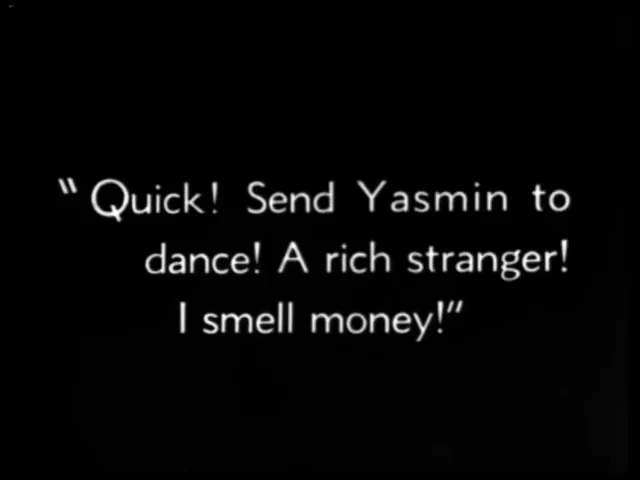 “Quick! Send Yasmin to
dance! A rich stranger!
I smell money!”